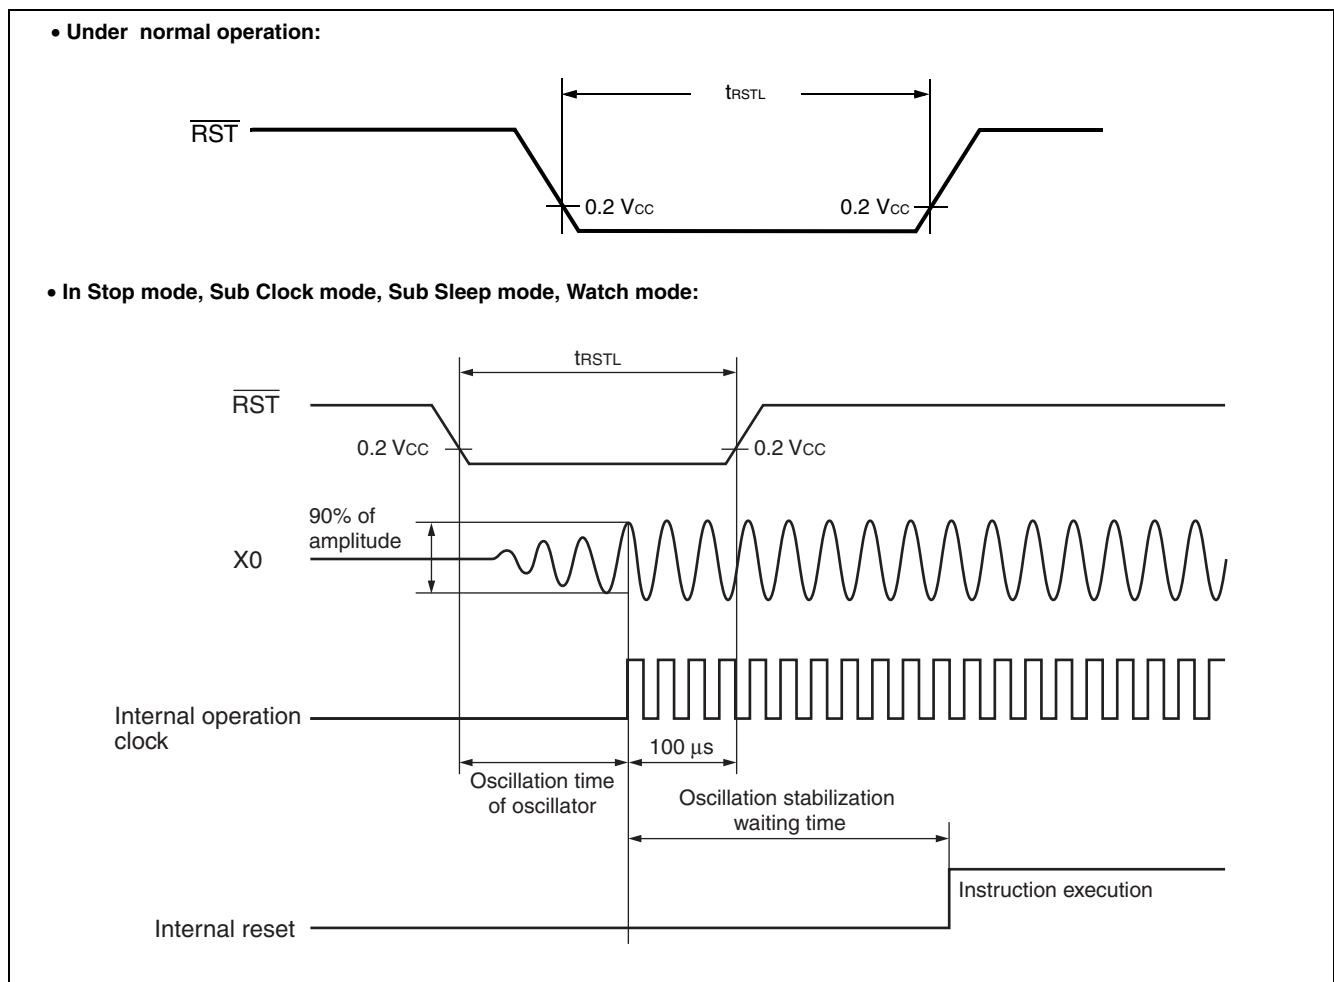 • Under normal operation:
tRSTL
RST
0.2 VCC
0.2 VCC
• In Stop mode, Sub Clock mode, Sub Sleep mode, Watch mode:
tRSTL
RST
0.2 VCC
0.2 VCC
90% of
amplitude
X0
Internal operation
clock
100 μs
Oscillation time
of oscillator
Oscillation stabilization
waiting time
Instruction execution
Internal reset